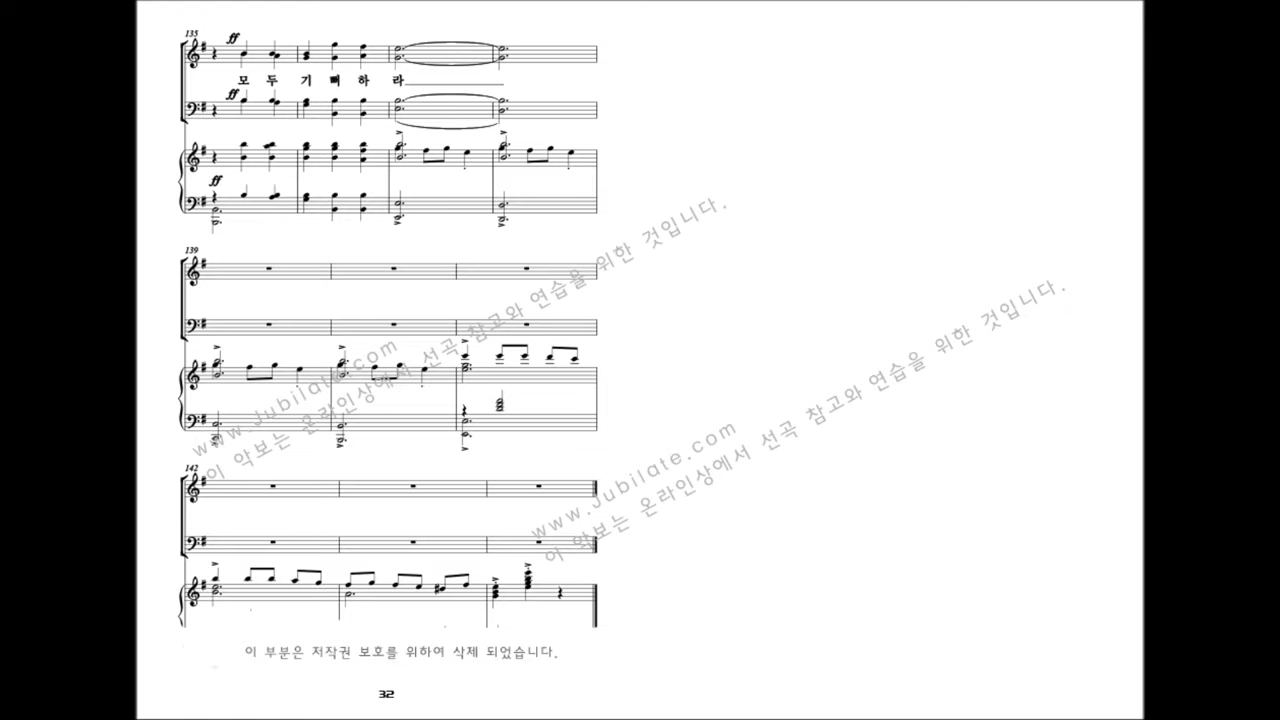 135
ff
모 두 기 뻐 하 라
ff
ff
139
142
www.Jubilate.com
이 악보는 온라인상에서 선곡 참고와 연습을 위한 것입니다.
www.Jubilate.com
이 악보는 온라인상에서 선곡 참고와 연습을 위한 것입니다.
이 부분은 저작권 보호를 위하여 삭제 되었습니다.
32